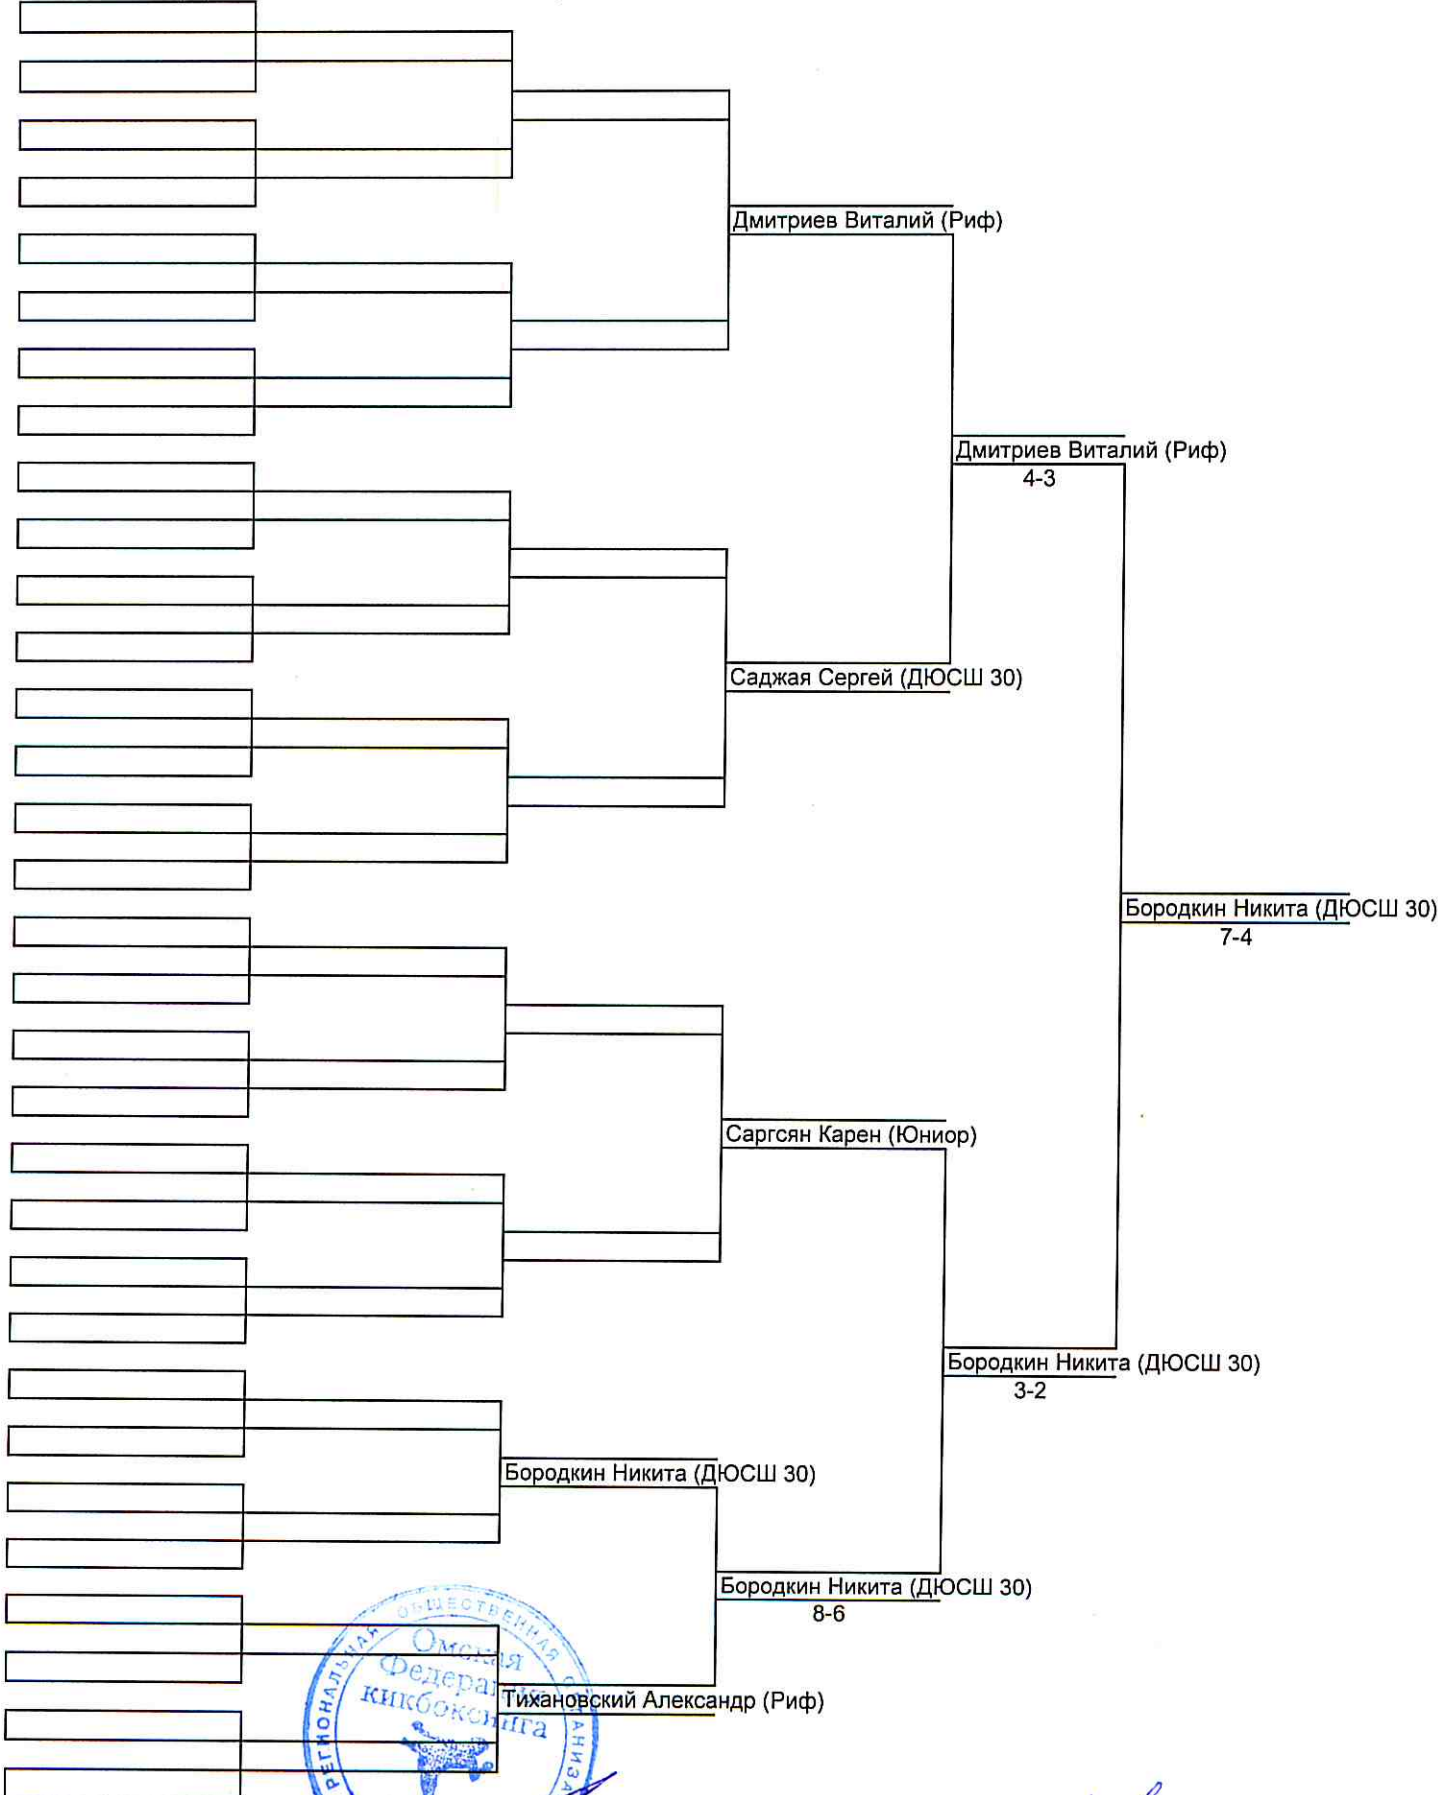 Дмитриев Виталий (Риф)
Дмитриев Виталий (Риф)
4-3
Саджая Сергей (ДЮСШ 30)
Бородкин Никита (ДЮСШ 30)
7-4
Саргсян Карен (Юниор)
Бородкин Никита (ДЮСШ 30)
3-2
Бородкин Никита (ДЮСШ 30)
Бородкин Никита (ДЮСШ 30)
8-6
РЕГИОНАЛЬНАЯ ОБЩЕСТВЕННАЯ
Омская
Федерация
кикбоксинга
Тихановский Александр (Риф)